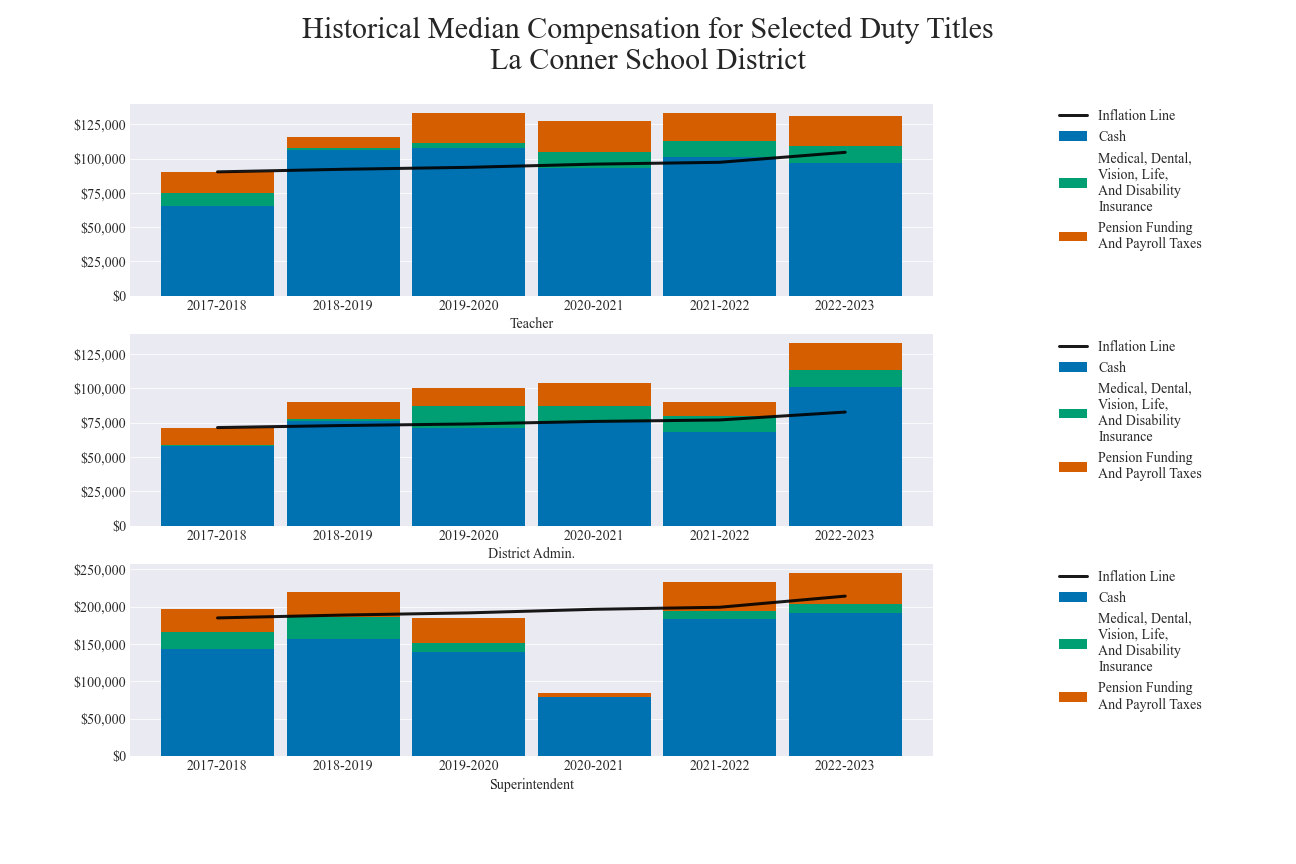 Historical Median Compensation for Selected Duty Titles
La Conner School District
$125,000
$100,000
$75,000
$50,000
$25,000
$0
2017-2018 2018-2019 2019-2020 2020-2021 2021-2022 2022-2023
Teacher
Inflation Line
Cash
Medical, Dental,
Vision, Life,
And Disability
Insurance
Pension Funding
And Payroll Taxes
$125,000
$100,000
$75,000
$50,000
$25,000
$0
2017-2018 2018-2019 2019-2020 2020-2021 2021-2022 2022-2023
District Admin.
Inflation Line
Cash
Medical, Dental,
Vision, Life,
And Disability
Insurance
Pension Funding
And Payroll Taxes
$250,000
$200,000
$150,000
$100,000
$50,000
$0
2017-2018 2018-2019 2019-2020 2020-2021 2021-2022 2022-2023
Superintendent
Inflation Line
Cash
Medical, Dental,
Vision, Life,
And Disability
Insurance
Pension Funding
And Payroll Taxes